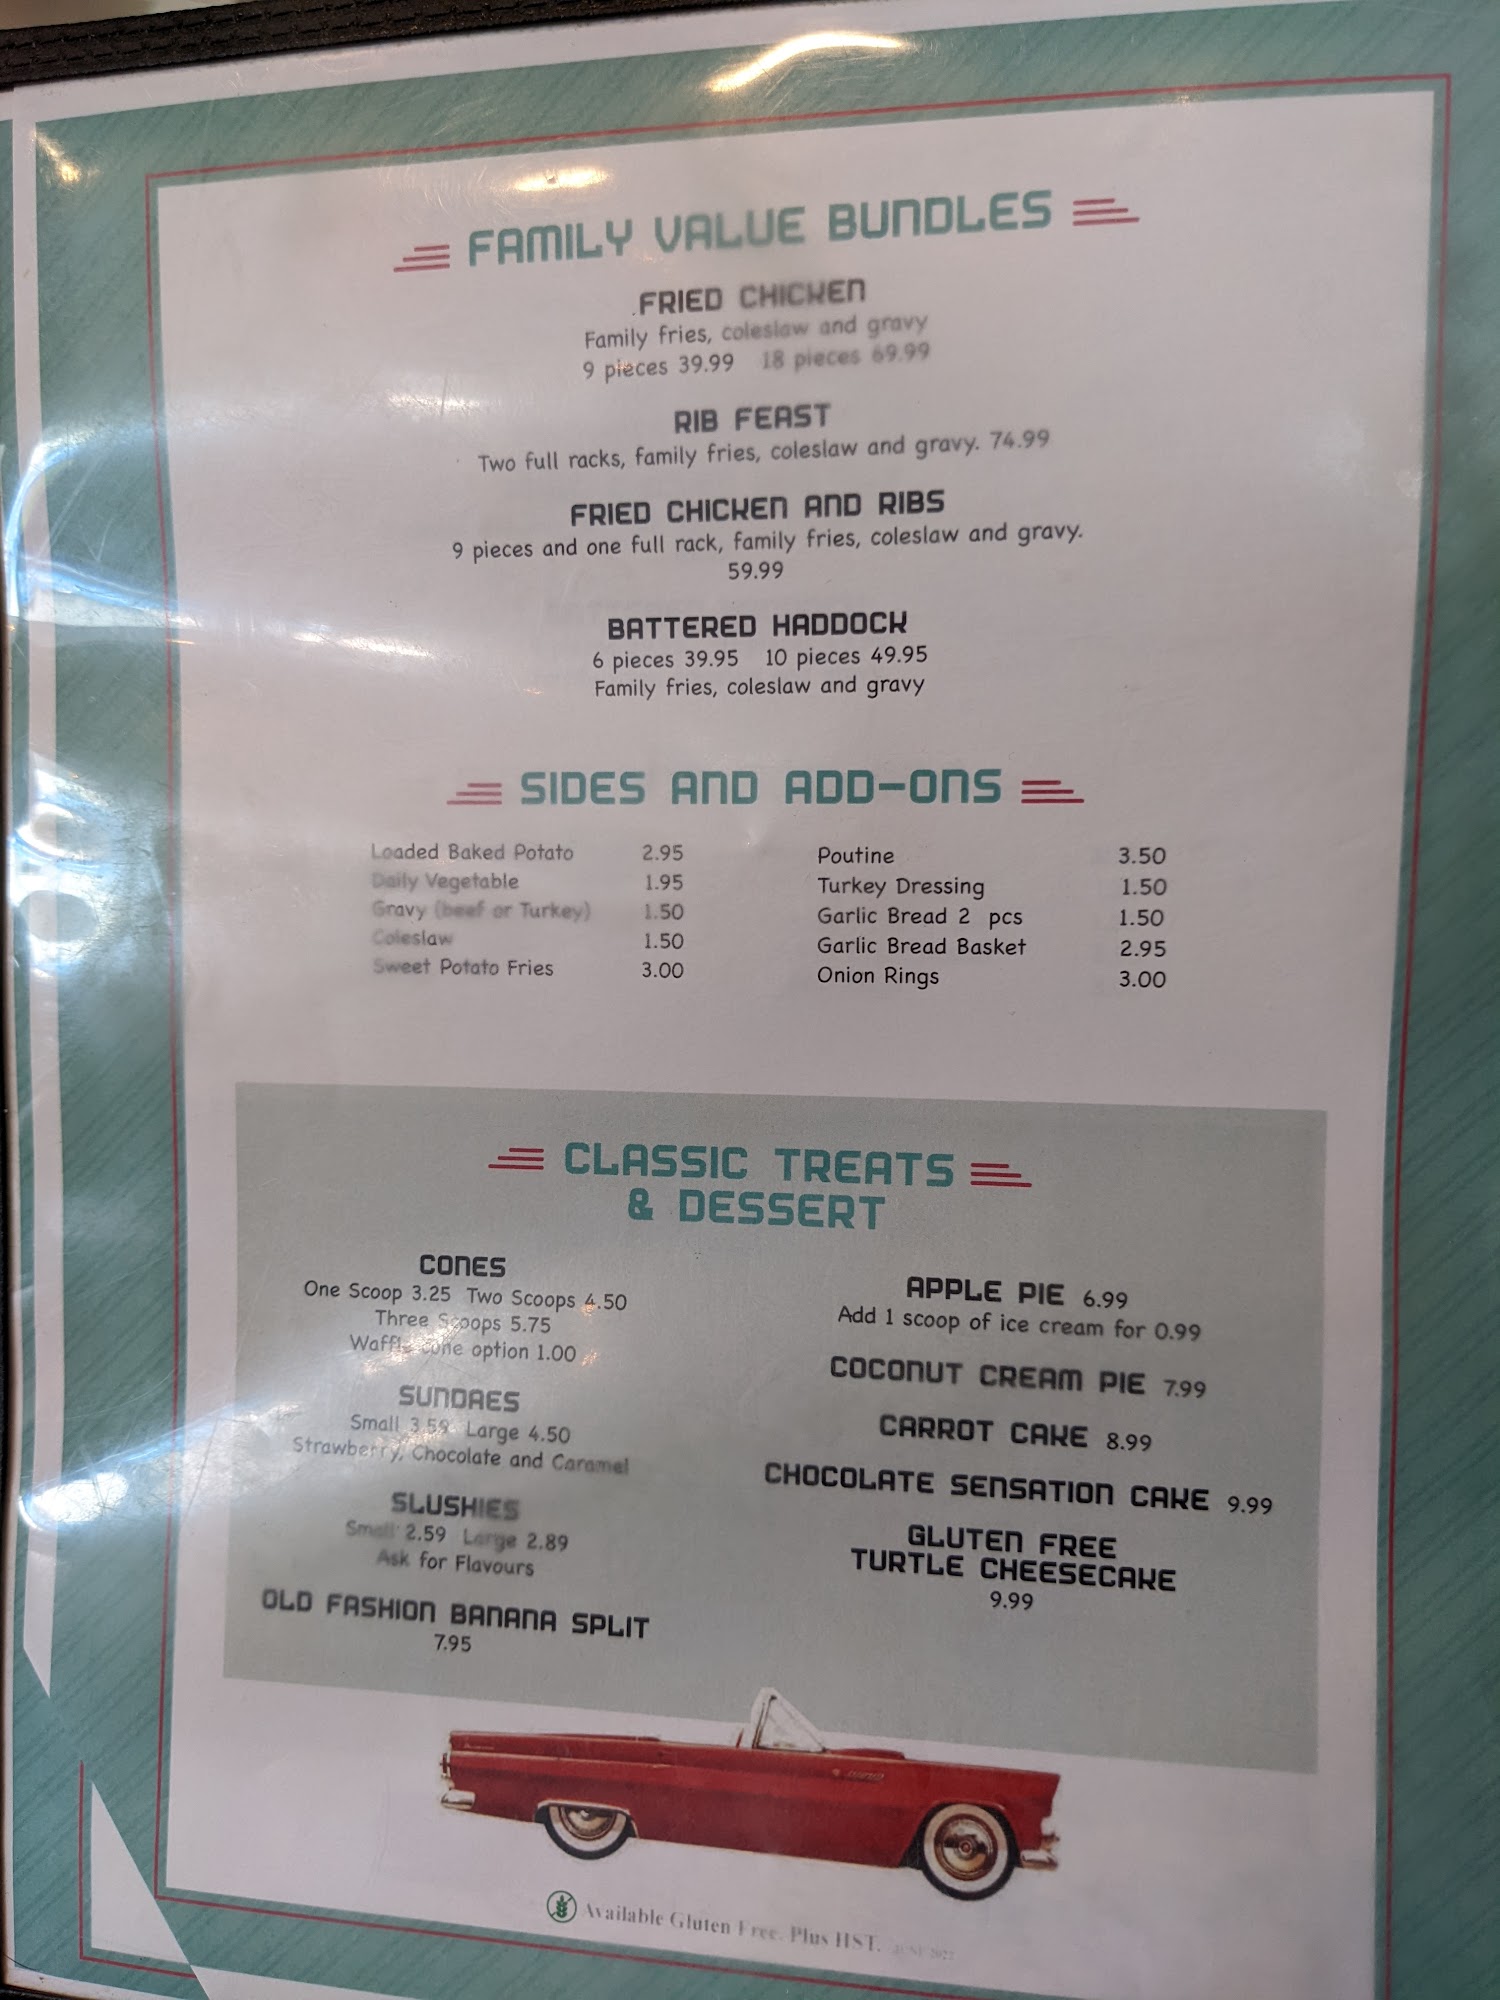 FAMILY VALUE BUNDLES
FRIED CHICKEN
Family fries, coleslaw and gravy
9 pieces 39.99 18 pieces 69.99
RIB FEAST
Two full racks, family fries, coleslaw and gravy. 74.99
FRIED CHICKEN AND RIBS
9 pieces and one full rack, family fries, coleslaw and gravy.
59.99
BATTERED HADDOCK
6 pieces 39.95 10 pieces 49.95
Family fries, coleslaw and gravy
SIDES AND ADD-ONS
Loaded Baked Potato 2.95
Daily Vegetable 1.95
Gravy (beef or Turkey) 1.50
Coleslaw 1.50
Sweet Potato Fries 3.00
Poutine 3.50
Turkey Dressing 1.50
Garlic Bread 2 pcs 1.50
Garlic Bread Basket 2.95
Onion Rings 3.00
CLASSIC TREATS
& DESSERT
CONES
One Scoop 3.25 Two Scoops 4.50
Three Scoops 5.75
Waffle cone option 1.00
SUNDAES
Small 3.59 Large 4.50
Strawberry, Chocolate and Caramel
SLUSHIES
Small 2.59 Large 2.89
Ask for Flavours
OLD FASHION BANANA SPLIT
7.95
APPLE PIE 6.99
Add 1 scoop of ice cream for 0.99
COCONUT CREAM PIE 7.99
CARROT CAKE 8.99
CHOCOLATE SENSATION CAKE 9.99
GLUTEN FREE
TURTLE CHEESECAKE
9.99
Available Gluten Free. Plus HST. JUNE 2022